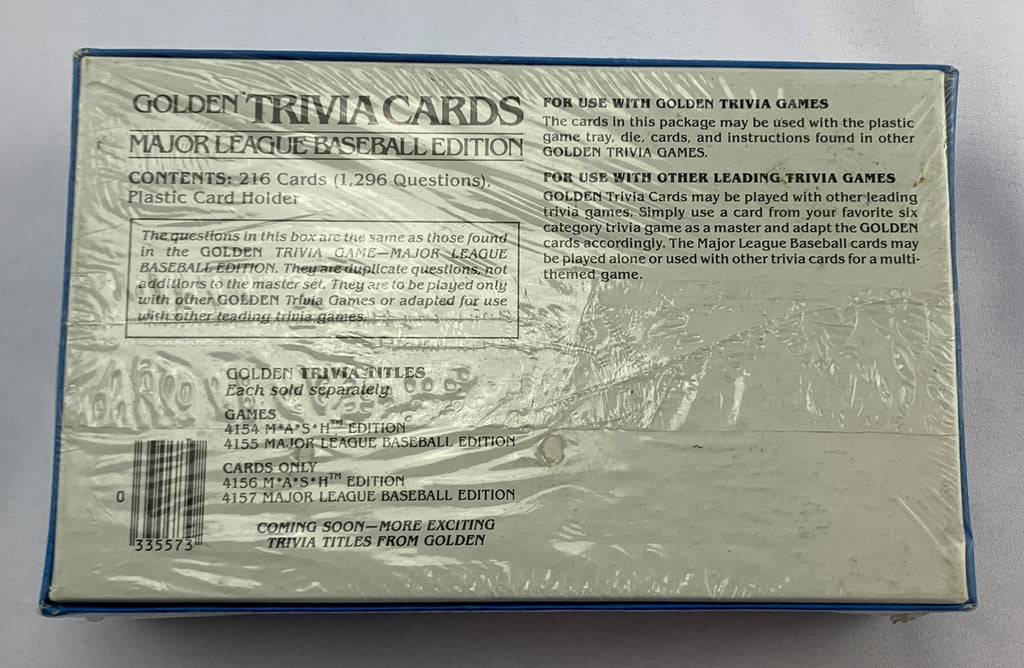 GOLDEN TRIVIA CARDS
MAJOR LEAGUE BASEBALL EDITION
CONTENTS: 216 Cards (1,296 Questions),
Plastic Card Holder
The questions in this box are the same as those found
in the GOLDEN TRIVIA GAME—MAJOR LEAGUE
BASEBALL EDITION. They are duplicate questions, not
additions to the master set. They are to be played only
with other GOLDEN Trivia Games or adapted for use
with other leading trivia games.
GOLDEN TRIVIA TITLES
Each sold separately
GAMES
4154 M*A*S*H™ EDITION
4155 MAJOR LEAGUE BASEBALL EDITION
CARDS ONLY
4156 M*A*S*H™ EDITION
4157 MAJOR LEAGUE BASEBALL EDITION
COMING SOON—MORE EXCITING
TRIVIA TITLES FROM GOLDEN
0
335573
FOR USE WITH GOLDEN TRIVIA GAMES
The cards in this package may be used with the plastic
game tray, die, cards, and instructions found in other
GOLDEN TRIVIA GAMES.
FOR USE WITH OTHER LEADING TRIVIA GAMES
GOLDEN Trivia Cards may be played with other leading
trivia games. Simply use a card from your favorite six
category trivia game as a master and adapt the GOLDEN
cards accordingly. The Major League Baseball cards may
be played alone or used with other trivia cards for a multi-
themed game.